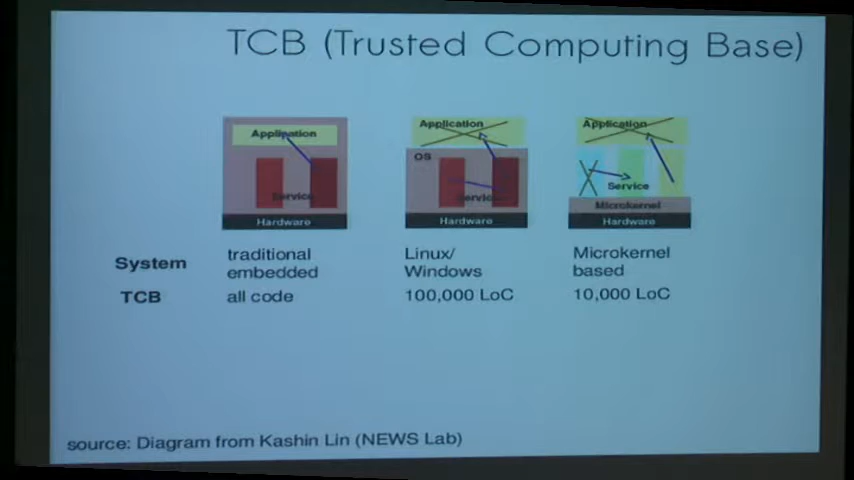 TCB (Trusted Computing Base)
Application
Service
Hardware
Application
OS
Service
Hardware
Application
Service
Microkernel
Hardware
System
traditional
embedded
Linux/
Windows
Microkernel
based
TCB
all code
100,000 LoC
10,000 LoC
source: Diagram from Kashin Lin (NEWS Lab)